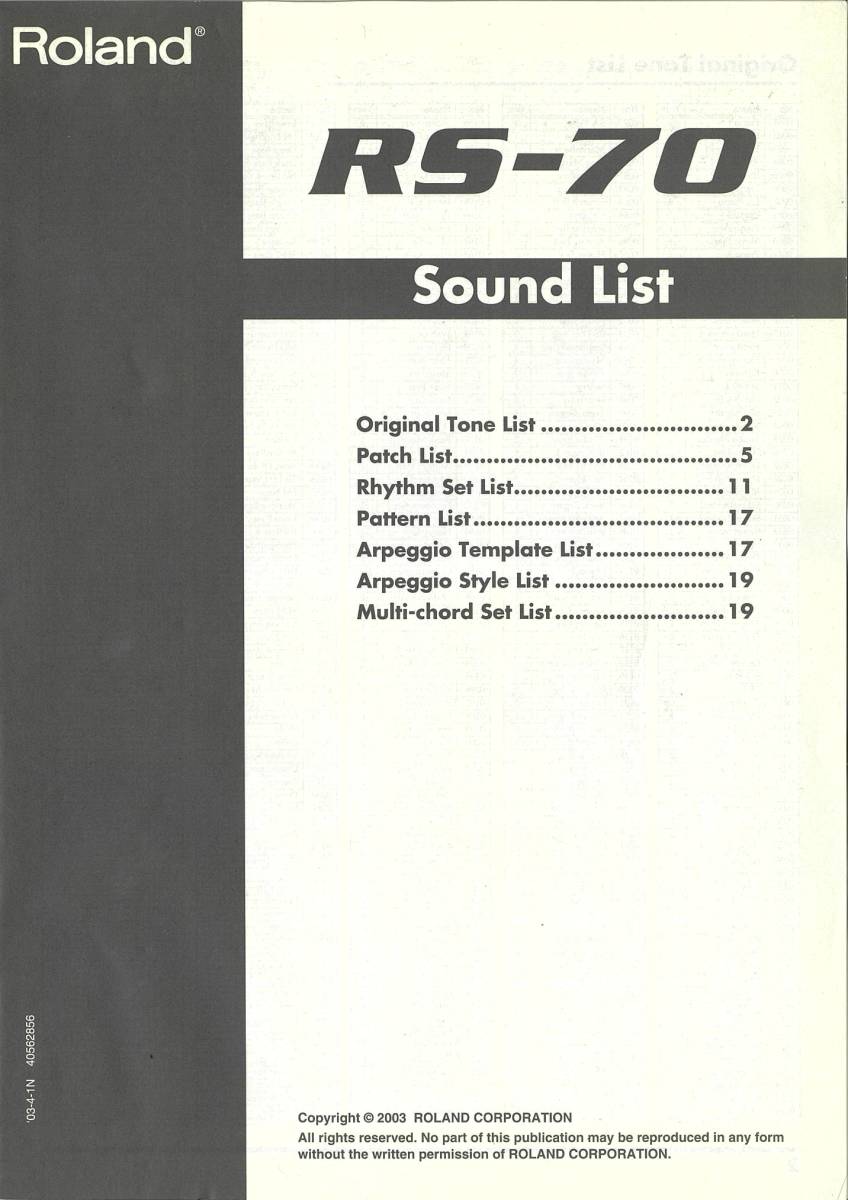 Roland®
RS-70
Sound List
Original Tone List .............................2
Patch List..........................................5
Rhythm Set List...............................11
Pattern List.....................................17
Arpeggio Template List...................17
Arpeggio Style List .........................19
Multi-chord Set List.........................19
'03-4-1N 40562856
Copyright © 2003 ROLAND CORPORATION
All rights reserved. No part of this publication may be reproduced in any form
without the written permission of ROLAND CORPORATION.